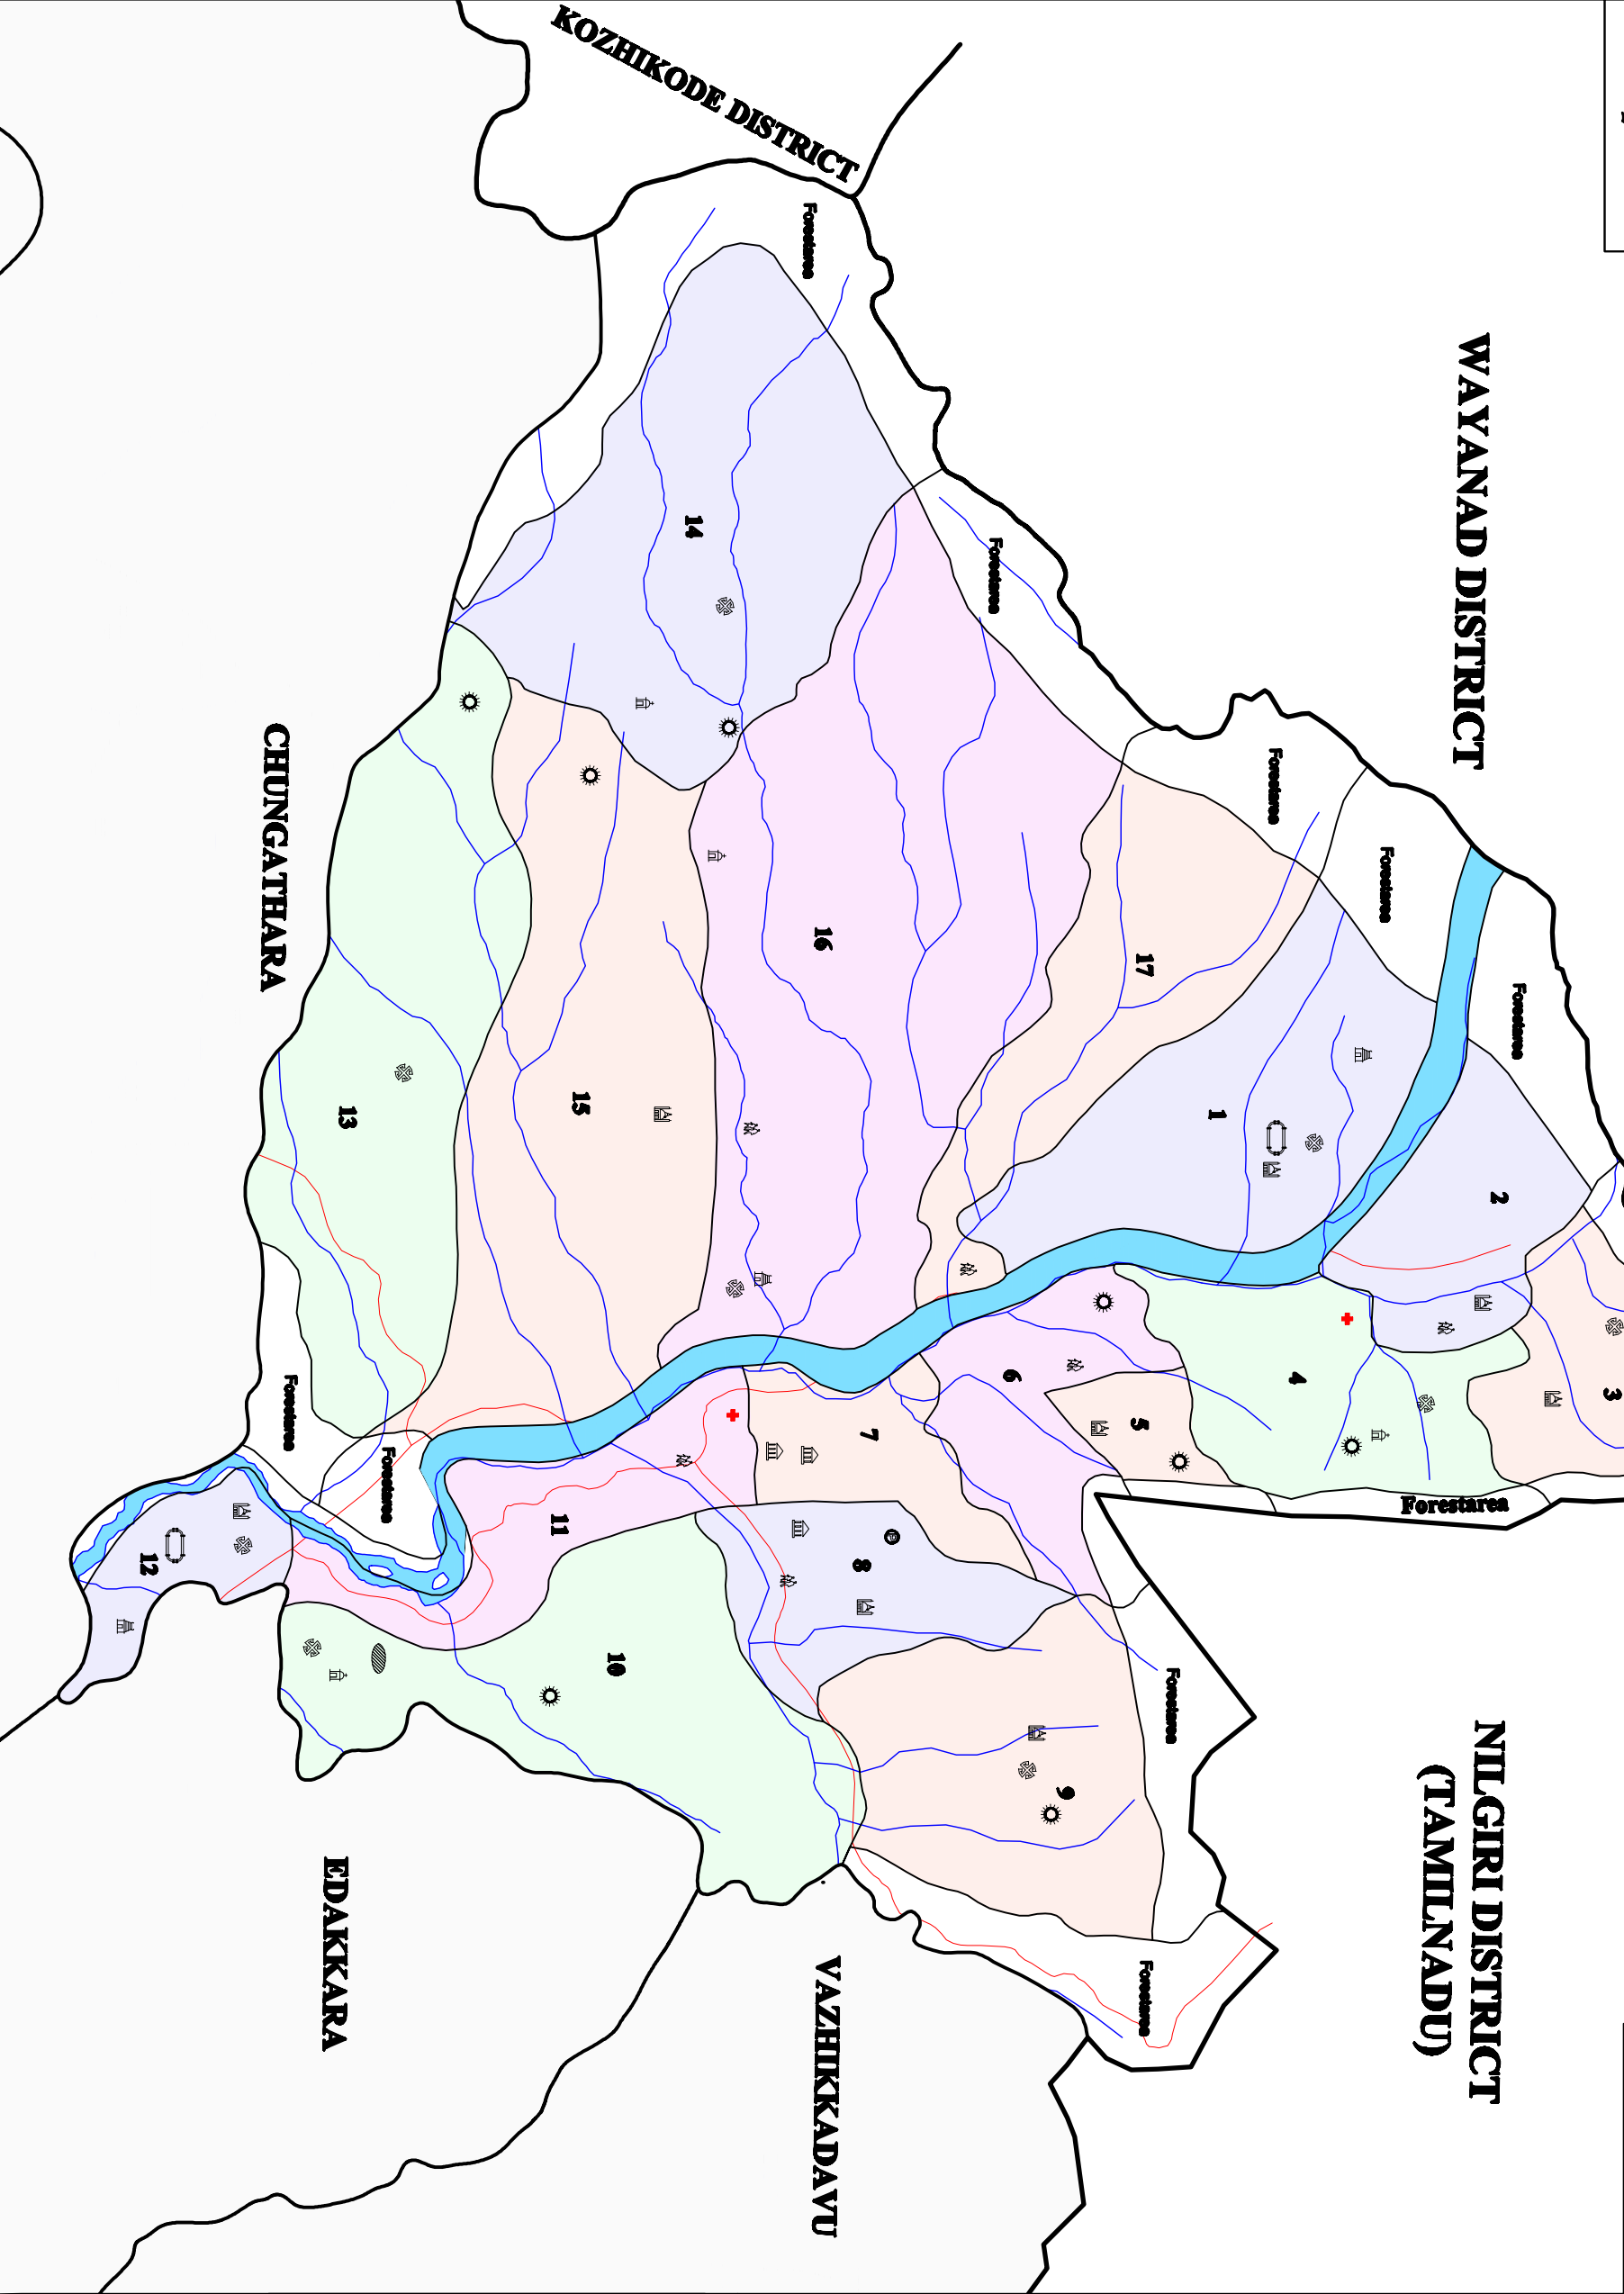 KOZHIKODE DISTRICT
WAYANAD DISTRICT
NILGIRI DISTRICT
(TAMILNADU)
CHUNGATHARA
EDAKKARA
VAZHIKKADAVU
Forestarea
Forestarea
Forestarea
Forestarea
Forestarea
Forestarea
Forestarea
Forestarea
Forestarea
Forestarea
1
2
3
4
5
6
7
8
9
10
11
12
13
14
15
16
17